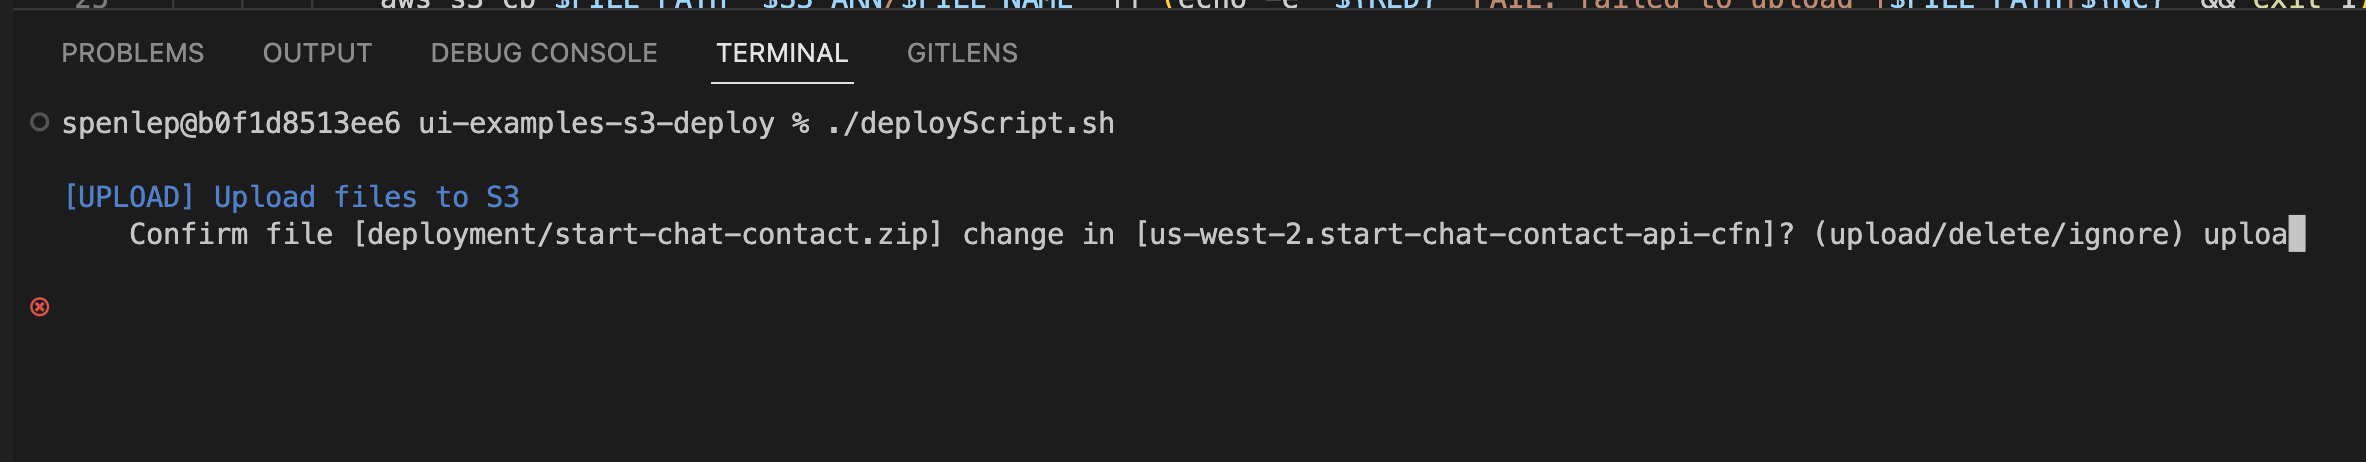 PROBLEMS OUTPUT DEBUG CONSOLE TERMINAL GITLENS
spenlep@b0f1d8513ee6 ui-examples-s3-deploy % ./deployScript.sh
[UPLOAD] Upload files to S3
Confirm file [deployment/start-chat-contact.zip] change in [us-west-2.start-chat-contact-api-cfn]? (upload/delete/ignore) uploa